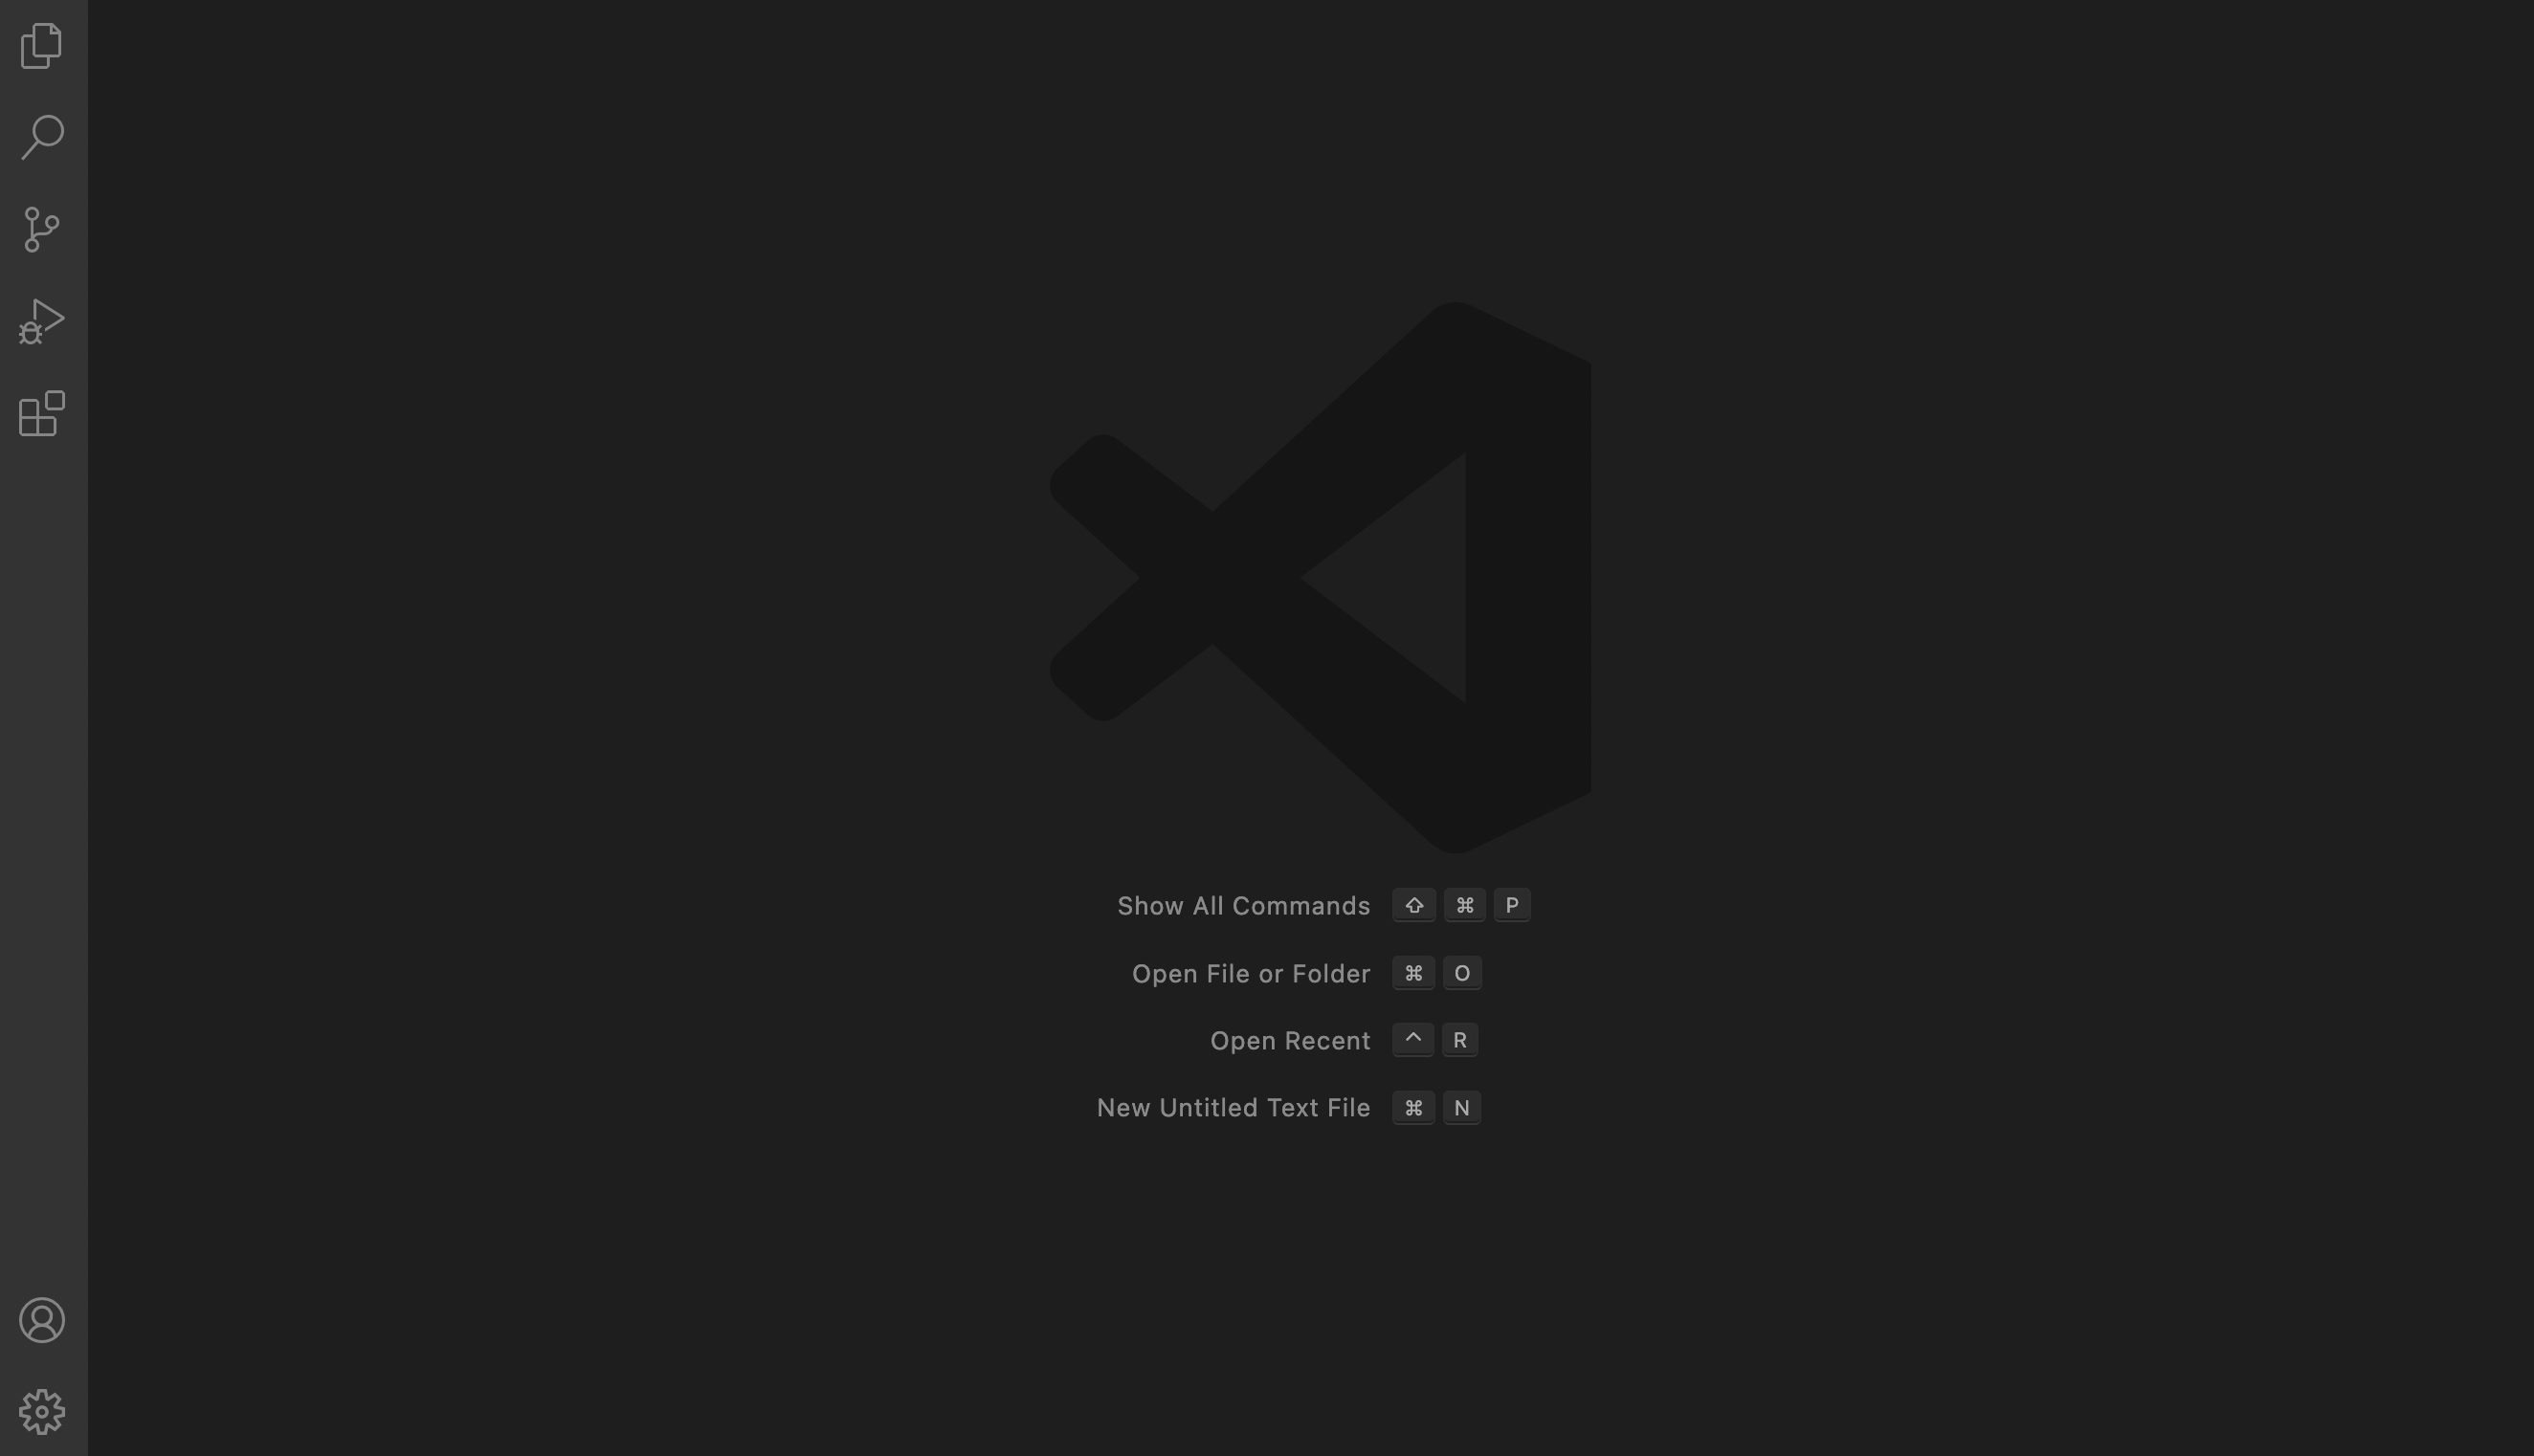 Show All Commands ⇧ ⌘ P
Open File or Folder ⌘ O
Open Recent ^ R
New Untitled Text File ⌘ N